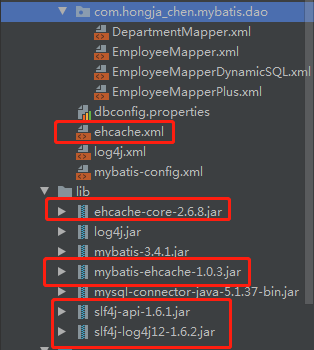 com.hongja_chen.mybatis.dao
DepartmentMapper.xml
EmployeeMapper.xml
EmployeeMapperDynamicSQL.xml
EmployeeMapperPlus.xml
dbconfig.properties
ehcache.xml
log4j.xml
mybatis-config.xml
lib
ehcache-core-2.6.8.jar
log4j.jar
mybatis-3.4.1.jar
mybatis-ehcache-1.0.3.jar
mysql-connector-java-5.1.37-bin.jar
slf4j-api-1.6.1.jar
slf4j-log4j12-1.6.2.jar